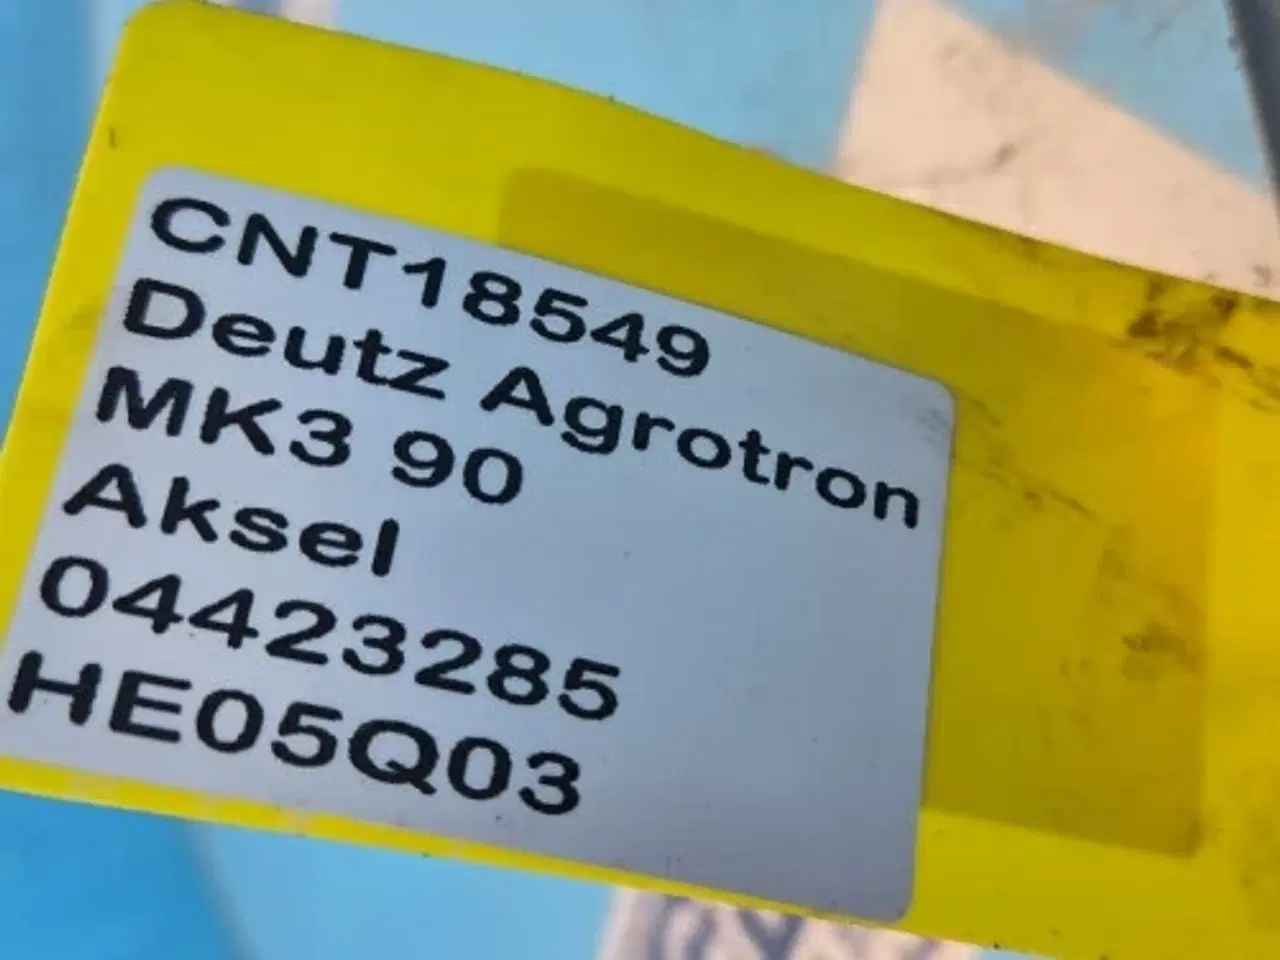 CNT18549
Deutz Agrotron
MK3 90
Aksel
04423285
HE05Q03